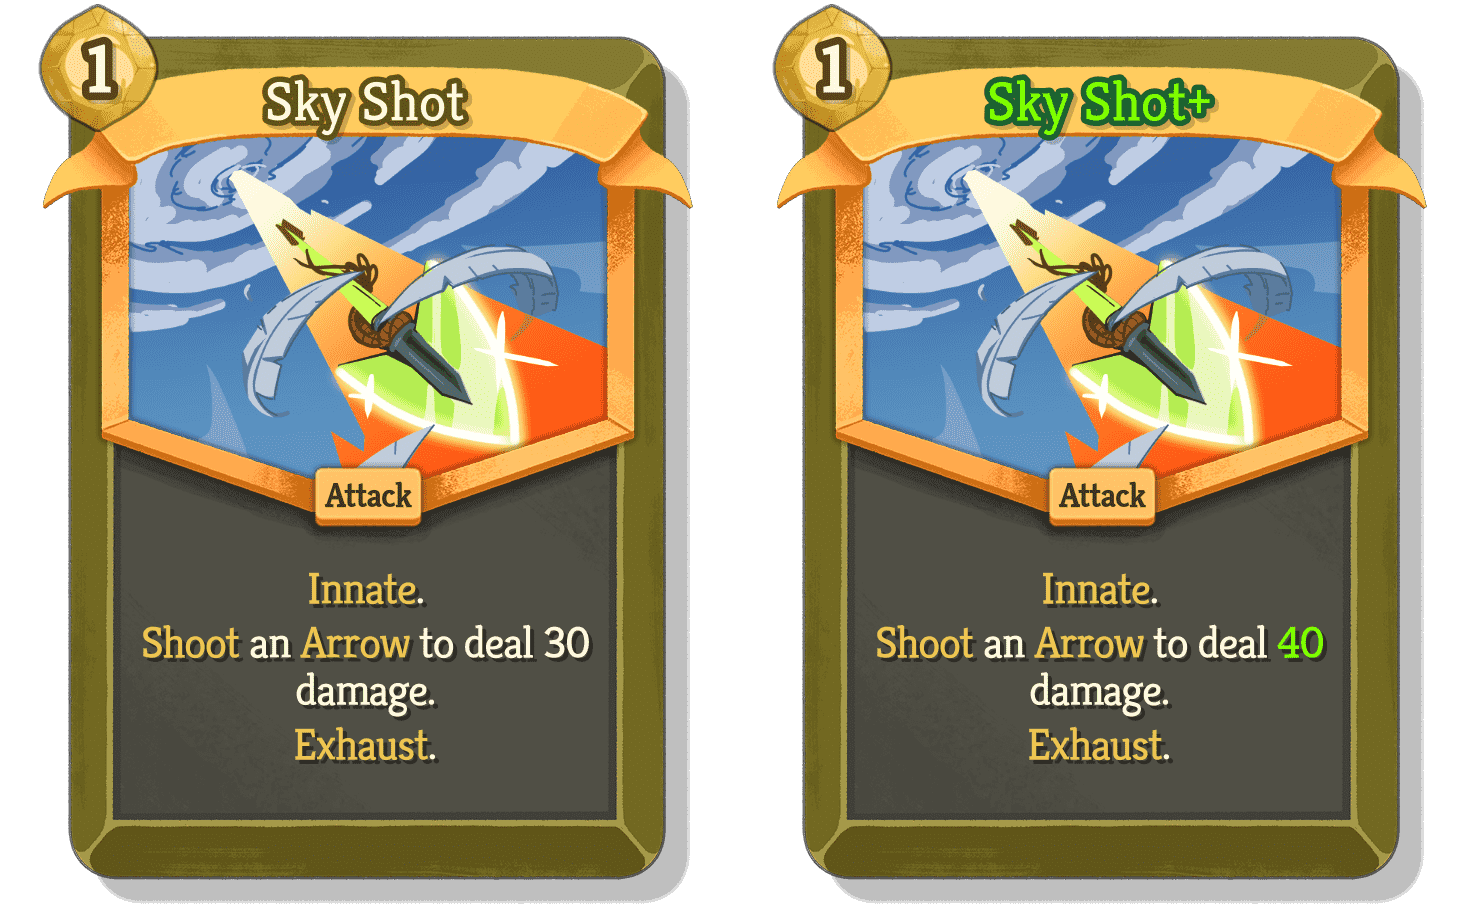 1
Sky Shot
Attack
Innate.
Shoot an Arrow to deal 30
damage.
Exhaust.
1
Sky Shot+
Attack
Innate.
Shoot an Arrow to deal 40
damage.
Exhaust.